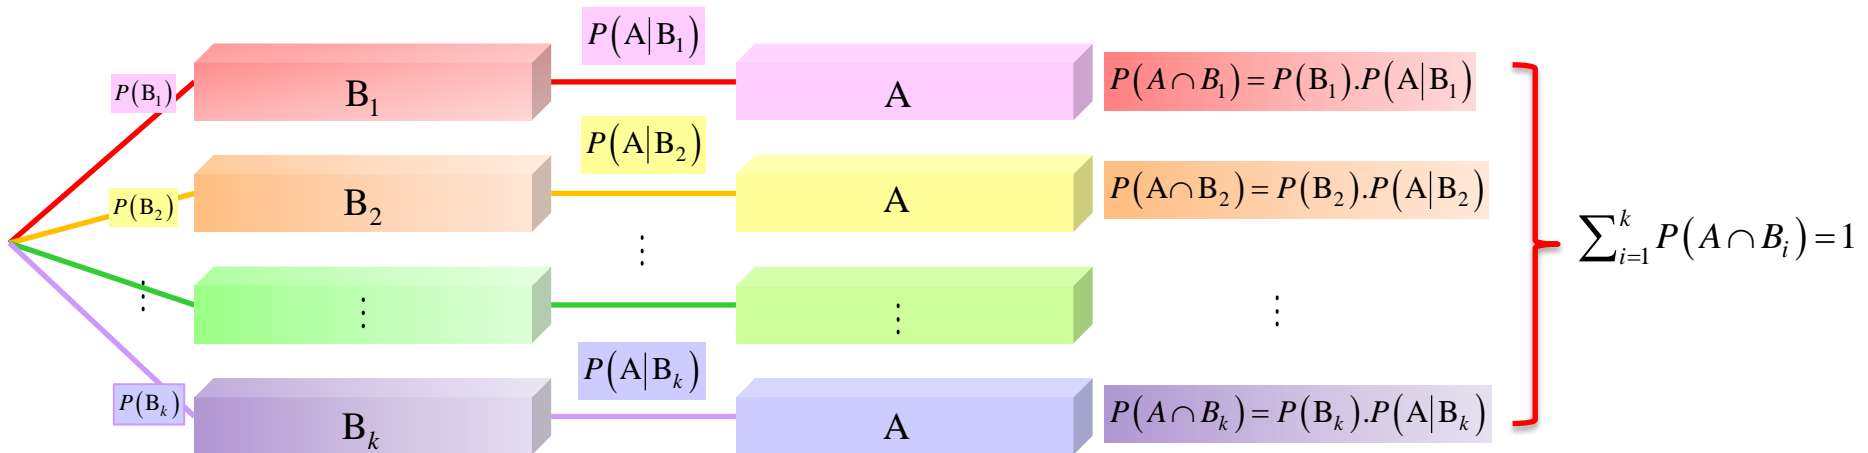 P(A|B₁)
P(B₁) B₁ A P(A ∩ B₁) = P(B₁).P(A|B₁)
P(A|B₂)
P(B₂) B₂ A P(A ∩ B₂) = P(B₂).P(A|B₂)
⋮
∑ᵢ₌₁ᵏ P(A ∩ Bᵢ) = 1
⋮ ⋮ ⋮ ⋮
P(A|Bₖ)
P(Bₖ) Bₖ A P(A ∩ Bₖ) = P(Bₖ).P(A|Bₖ)